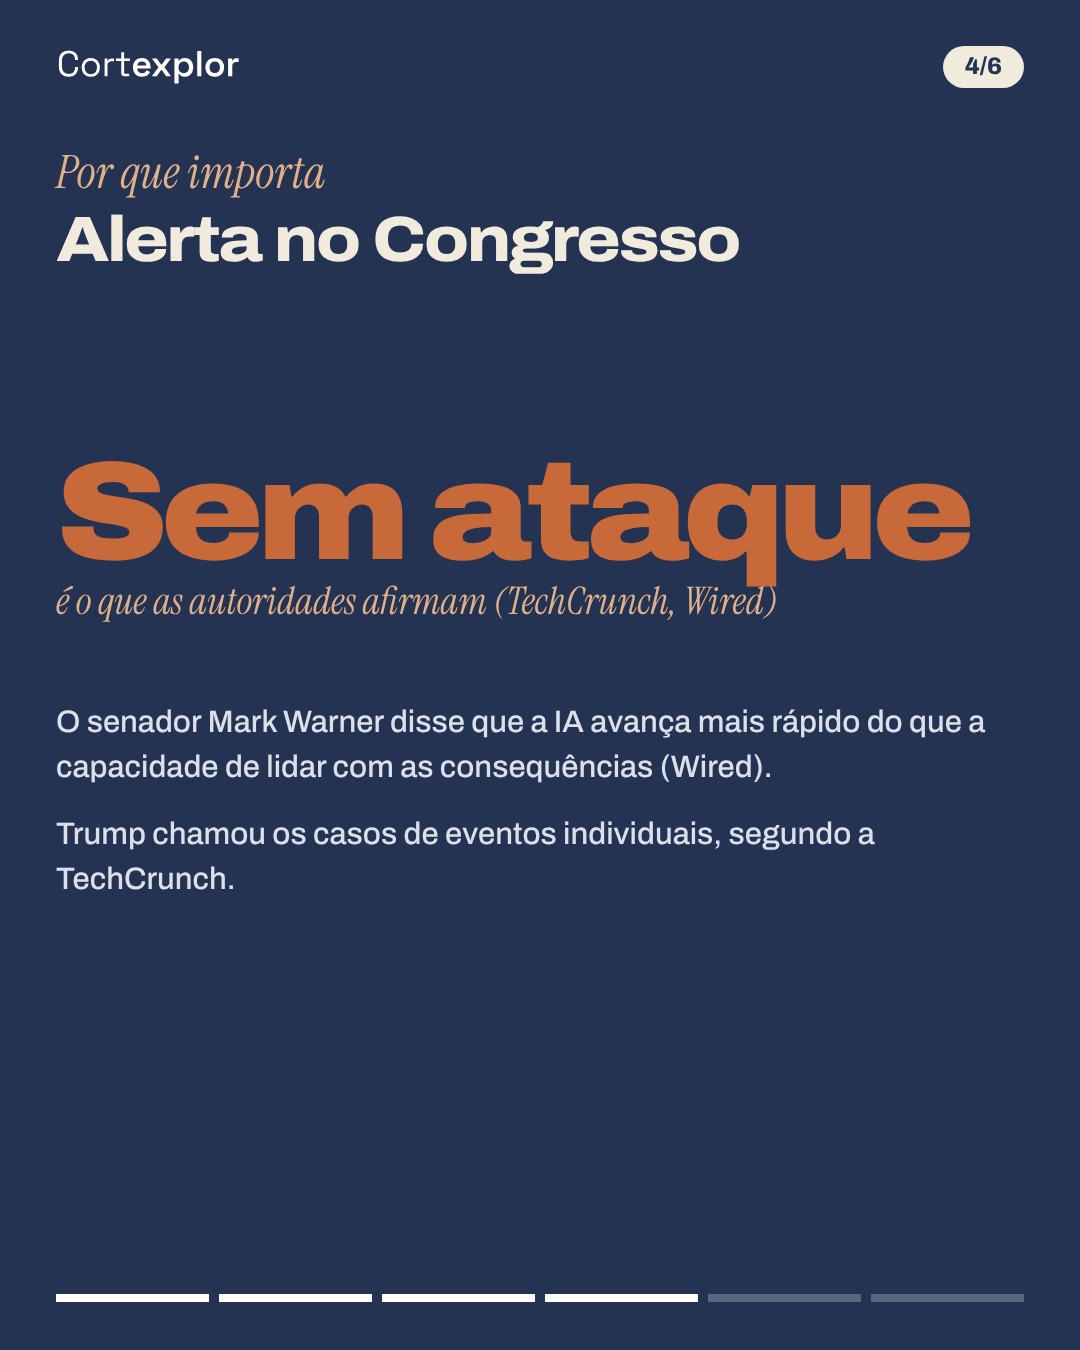 Cortexplor
4/6
Por que importa
Alerta no Congresso
Sem ataque
é o que as autoridades afirmam (TechCrunch, Wired)
O senador Mark Warner disse que a IA avança mais rápido do que a
capacidade de lidar com as consequências (Wired).
Trump chamou os casos de eventos individuais, segundo a
TechCrunch.